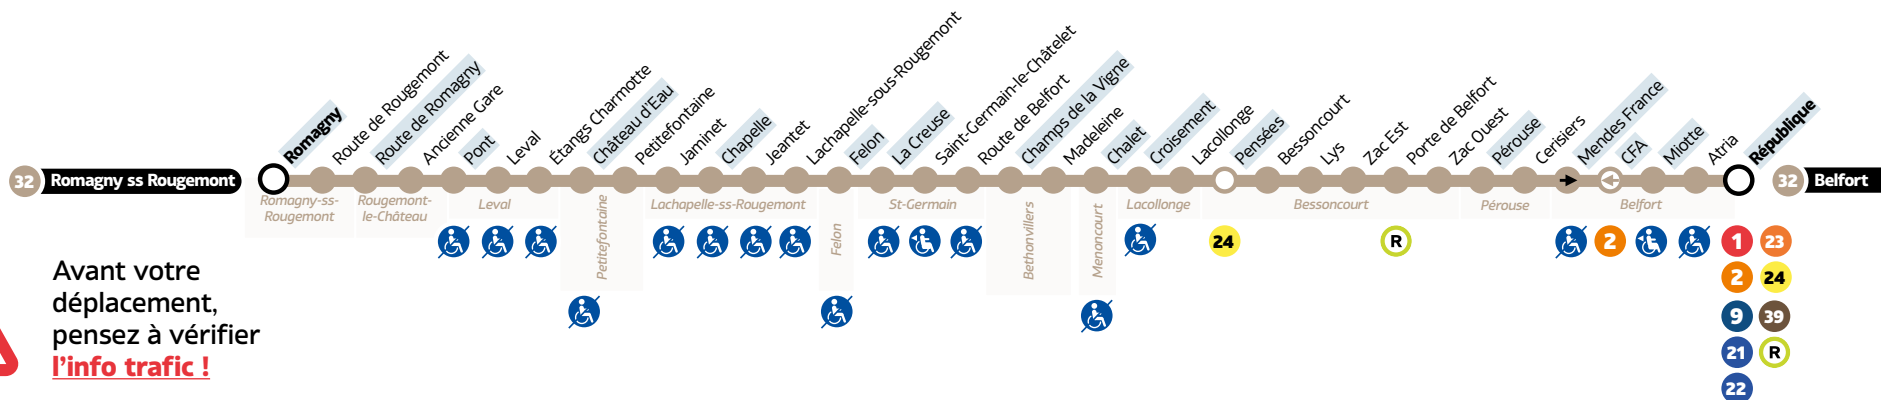 Romagny
Route de Rougemont
Route de Romagny
Ancienne Gare
Pont
Leval
Étangs Charmotte
Château d'Eau
Petitefontaine
Jaminet
Chapelle
Jeantet
Lachapelle-sous-Rougemont
Felon
La Creuse
Saint-Germain-le-Châtelet
Route de Belfort
Champs de la Vigne
Madeleine
Chalet
Croisement
Lacollonge
Pensées
Bessoncourt
Lys
Zac Est
Porte de Belfort
Zac Ouest
Pérouse
Cerisiers
Mendes France
CFA
Miotte
Atria
République
32 Romagny ss Rougemont
32 Belfort
Romagny-ss-
Rougemont
Rougemont-
le-Château
Leval
Petitefontaine
Lachapelle-ss-Rougemont
Felon
St-Germain
Bethonvillers
Menoncourt
Lacollonge
Bessoncourt
Pérouse
Belfort
24
R
2
1 23
2 24
9 39
21 R
22
Avant votre
déplacement,
pensez à vérifier
l'info trafic !